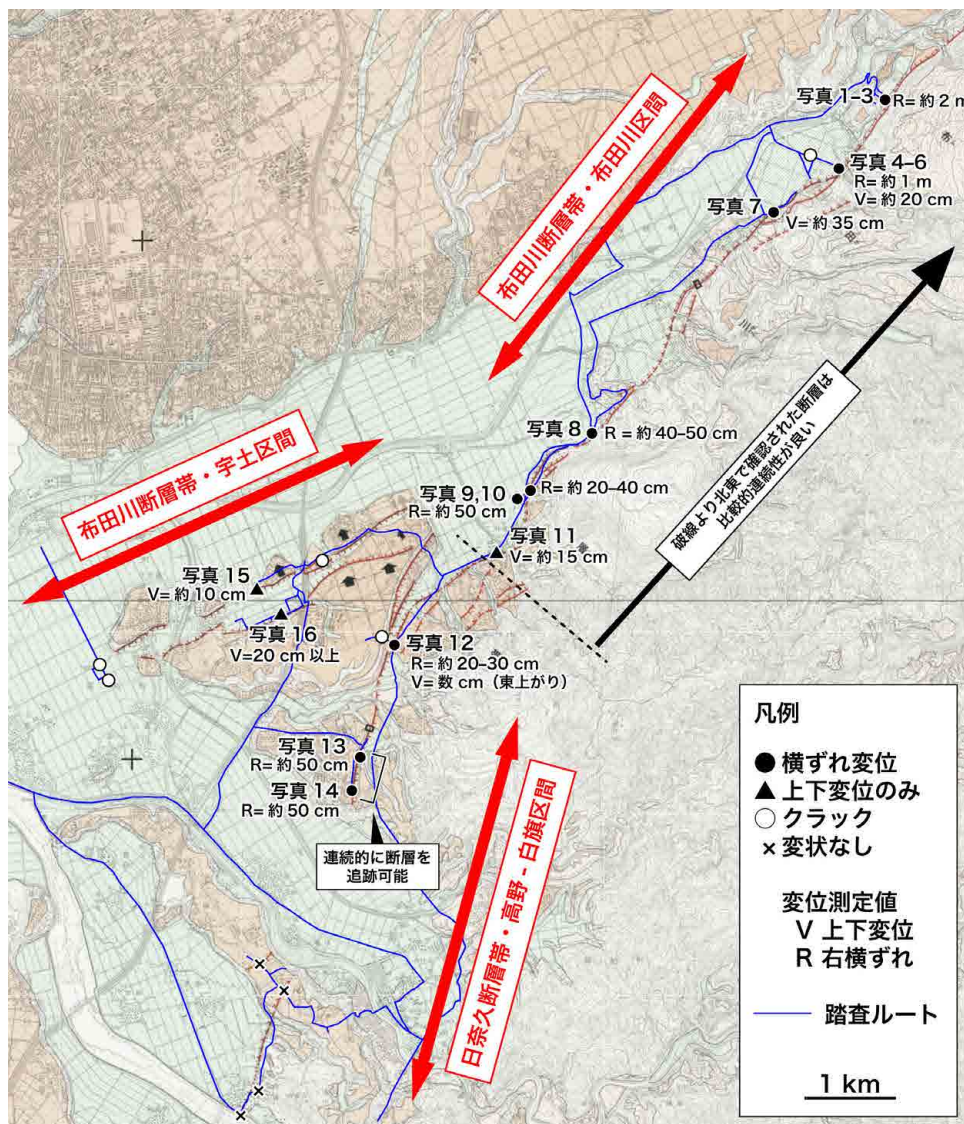 写真 1–3
R= 約 2 m
写真 4–6
R= 約 1 m
V= 約 20 cm
写真 7
V= 約 35 cm
布田川断層帯・布田川区間
破線より北東で確認された断層は
比較的連続性が良い
写真 8
R = 約 40–50 cm
R = 約 20–40 cm
写真 9,10
R= 約 50 cm
布田川断層帯・宇土区間
写真 11
V= 約 15 cm
写真 15
V= 約 10 cm
写真 16
V=20 cm 以上
写真 12
R= 約 20–30 cm
V= 数 cm（東上がり）
写真 13
R= 約 50 cm
写真 14
R= 約 50 cm
連続的に断層を
追跡可能
日奈久断層帯・高野 - 白旗区間
凡例
横ずれ変位
上下変位のみ
クラック
変状なし
変位測定値
V 上下変位
R 右横ずれ
踏査ルート
1 km